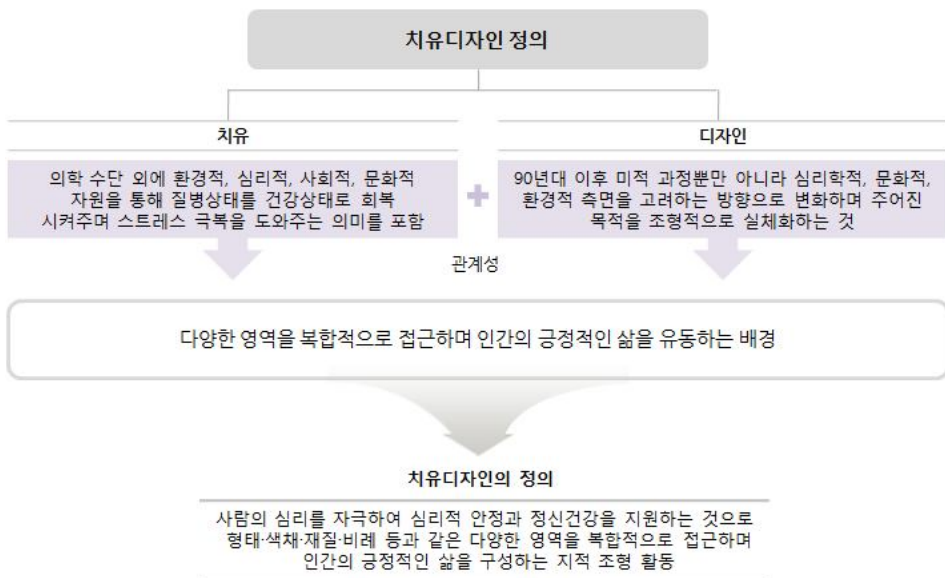 치유디자인 정의
치유
의학 수단 외에 환경적, 심리적, 사회적, 문화적
자원을 통해 질병상태를 건강상태로 회복
시켜주며 스트레스 극복을 도와주는 의미를 포함
디자인
90년대 이후 미적 과정뿐만 아니라 심리학적, 문화적,
환경적 측면을 고려하는 방향으로 변화하며 주어진
목적을 조형적으로 실체화하는 것
관계성
다양한 영역을 복합적으로 접근하며 인간의 긍정적인 삶을 유동하는 배경
치유디자인의 정의
사람의 심리를 자극하여 심리적 안정과 정신건강을 지원하는 것으로
형태·색채·재질·비례 등과 같은 다양한 영역을 복합적으로 접근하며
인간의 긍정적인 삶을 구성하는 지적 조형 활동